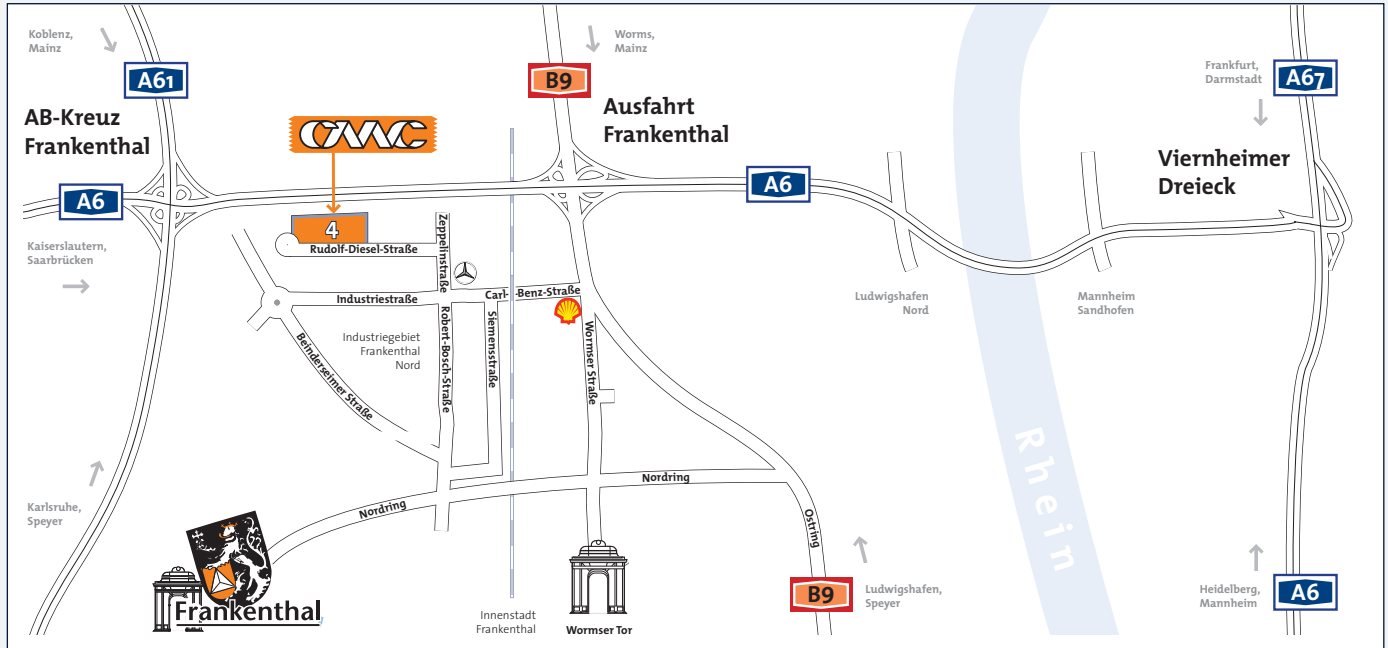 Koblenz,
Mainz
A61
AB-Kreuz
Frankenthal
A6
Kaiserslautern,
Saarbrücken
Karlsruhe,
Speyer
CMC
4
Rudolf-Diesel-Straße
Zeppelinstraße
Industriestraße
Carl-Benz-Straße
Industriegebiet
Frankenthal
Nord
Beinderseimer Straße
Robert-Bosch-Straße
Siemensstraße
Wormser Straße
Worms,
Mainz
B9
Ausfahrt
Frankenthal
A6
Ludwigshafen
Nord
Mannheim
Sandhofen
Rhein
Frankfurt,
Darmstadt
A67
Viernheimer
Dreieck
Nordring
Nordring
Ostring
Frankenthal
Innenstadt
Frankenthal
Wormser Tor
B9
Ludwigshafen,
Speyer
Heidelberg,
Mannheim
A6